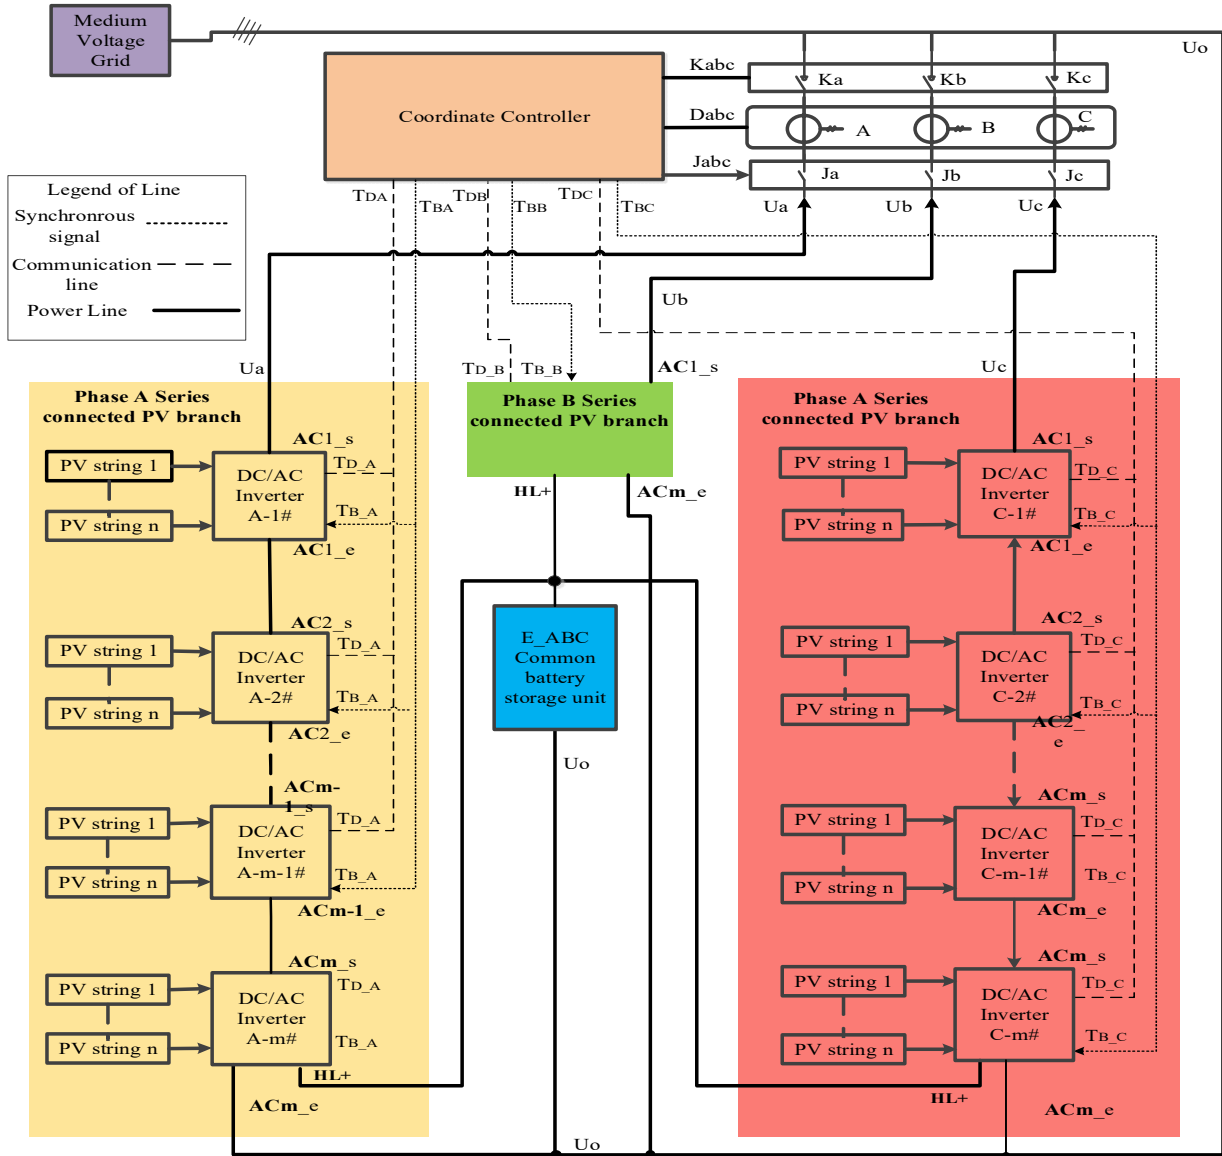 Medium
Voltage
Grid
Uo
Coordinate Controller
Kabc
Dabc
Jabc
Ka
Kb
Kc
A
B
C
Ja
Jb
Jc
Ua
Ub
Uc
TDA
TBA
TDB
TBB
TDC
TBC
Legend of Line
Synchronrous
signal
Communication
line
Power Line
Ua
Ub
Uc
TD_B
TB_B
AC1_s
Phase A Series
connected PV branch
AC1_s
PV string 1
PV string n
DC/AC
Inverter
A-1#
TD_A
TB_A
AC1_e
AC2_s
PV string 1
PV string n
DC/AC
Inverter
A-2#
TD_A
TB_A
AC2_e
ACm-
1_s
PV string 1
PV string n
DC/AC
Inverter
A-m-1#
TD_A
TB_A
ACm-1_e
ACm_s
PV string 1
PV string n
DC/AC
Inverter
A-m#
TD_A
TB_A
HL+
ACm_e
Phase B Series
connected PV branch
HL+
ACm_e
E_ABC
Common
battery
storage unit
Uo
Uo
Phase A Series
connected PV branch
AC1_s
PV string 1
PV string n
DC/AC
Inverter
C-1#
TD_C
TB_C
AC1_e
AC2_s
PV string 1
PV string n
DC/AC
Inverter
C-2#
TD_C
TB_C
AC2_
e
ACm_s
PV string 1
PV string n
DC/AC
Inverter
C-m-1#
TD_C
TB_C
ACm_e
ACm_s
PV string 1
PV string n
DC/AC
Inverter
C-m#
TD_C
TB_C
HL+
ACm_e